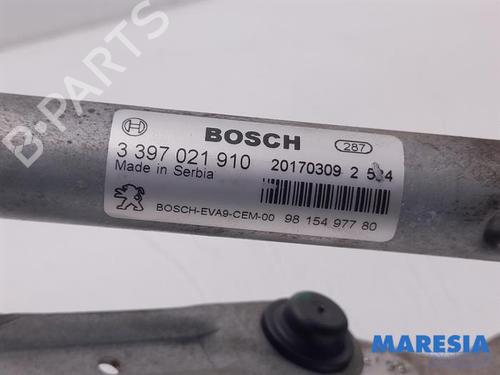 B-PARTS
BOSCH
287
3 397 021 910
20170309 2
Made in Serbia
BOSCH-EVA9-CEM-00
98 154 977 80
MARESIA